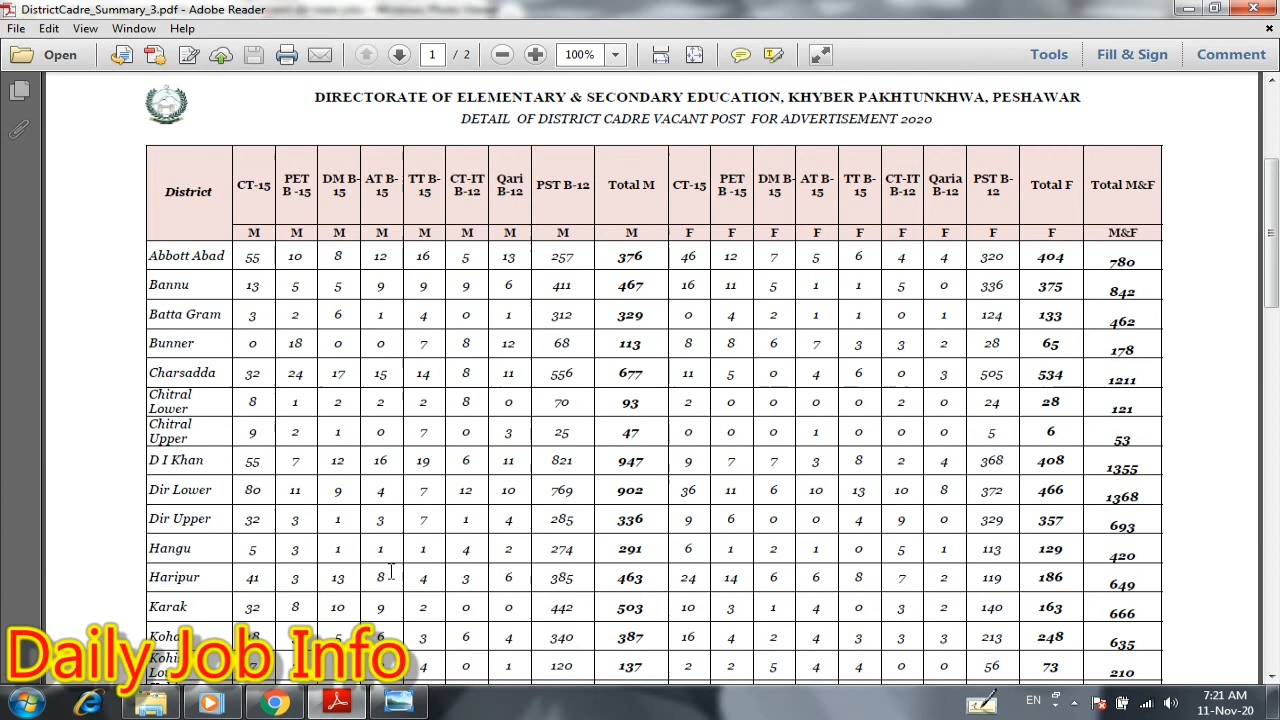 DistrictCadre_Summary_3.pdf - Adobe Reader
File Edit View Window Help
Open 1 / 2 100% Tools Fill & Sign Comment
DIRECTORATE OF ELEMENTARY & SECONDARY EDUCATION, KHYBER PAKHTUNKHWA, PESHAWAR
DETAIL OF DISTRICT CADRE VACANT POST FOR ADVERTISEMENT 2020
District CT-15 PET B -15 DM B-15 AT B-15 TT B-15 CT-IT B-12 Qari B-12 PST B-12 Total M CT-15 PET B -15 DM B-15 AT B-15 TT B-15 CT-IT B-12 Qaria B-12 PST B-12 Total F Total M&F
M M M M M M M M M F F F F F F F F F M&F
Abbott Abad 55 10 8 12 16 5 13 257 376 46 12 7 5 6 4 4 320 404 780
Bannu 13 5 5 9 9 9 6 411 467 16 11 5 1 1 5 0 336 375 842
Batta Gram 3 2 6 1 4 0 1 312 329 0 4 2 1 1 0 1 124 133 462
Bunner 0 18 0 0 7 8 12 68 113 8 8 6 7 3 3 2 28 65 178
Charsadda 32 24 17 15 14 8 11 556 677 11 5 0 4 6 0 3 505 534 1211
Chitral Lower 8 1 2 2 2 8 0 70 93 2 0 0 0 0 2 0 24 28 121
Chitral Upper 9 2 1 0 7 0 3 25 47 0 0 0 1 0 0 0 5 6 53
D I Khan 55 7 12 16 19 6 11 821 947 9 7 7 3 8 2 4 368 408 1355
Dir Lower 80 11 9 4 7 12 10 769 902 36 11 6 10 13 10 8 372 466 1368
Dir Upper 32 3 1 3 7 1 4 285 336 9 6 0 0 4 9 0 329 357 693
Hangu 5 3 1 1 1 4 2 274 291 6 1 2 1 0 5 1 113 129 420
Haripur 41 3 13 8 4 3 6 385 463 24 14 6 6 8 7 2 119 186 649
Karak 32 8 10 9 2 0 0 442 503 10 3 1 4 0 3 2 140 163 666
5 6 3 6 4 340 387 16 4 2 4 3 3 3 213 248 635
4 0 1 120 137 2 2 5 4 4 0 0 56 73 210
Daily Job Info
EN 7:21 AM
11-Nov-20